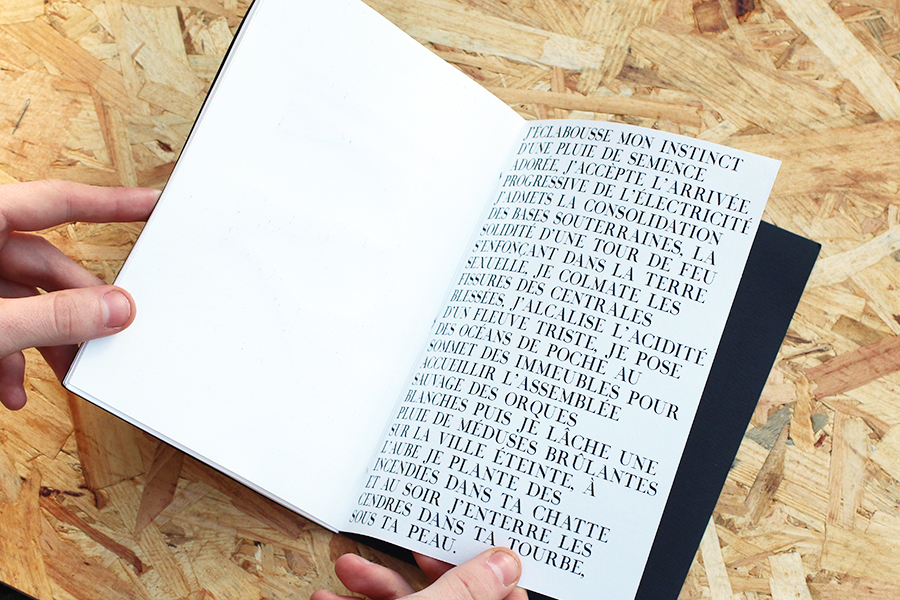 J'ECLABOUSSE MON INSTINCT
D'UNE PLUIE DE SEMENCE
ADORÉE, J'ACCÈPTE L'ARRIVÉE
PROGRESSIVE DE L'ÉLECTRICITÉ
J'ADMETS LA CONSOLIDATION
DES BASES SOUTERRAINES, LA
SOLIDITÉ D'UNE TOUR DE FEU
S'ENFONÇANT DANS LA TERRE
SEXUELLE, JE COLMATE LES
FISSURES DES CENTRALES
BLESSÉES, J'ALCALISE L'ACIDITÉ
D'UN FLEUVE TRISTE, JE POSE
DES OCÉANS DE POCHE AU
SOMMET DES IMMEUBLES POUR
ACCUEILLIR L'ASSEMBLÉE
SAUVAGE DES ORQUES
BLANCHES PUIS JE LÂCHE UNE
PLUIE DE MÉDUSES BRÛLANTES
SUR LA VILLE ÉTEINTE, À
L'AUBE JE PLANTE DES
INCENDIES DANS TA CHATTE
ET AU SOIR J'ENTERRE LES
CENDRES DANS TA TOURBE,
SOUS TA PEAU.